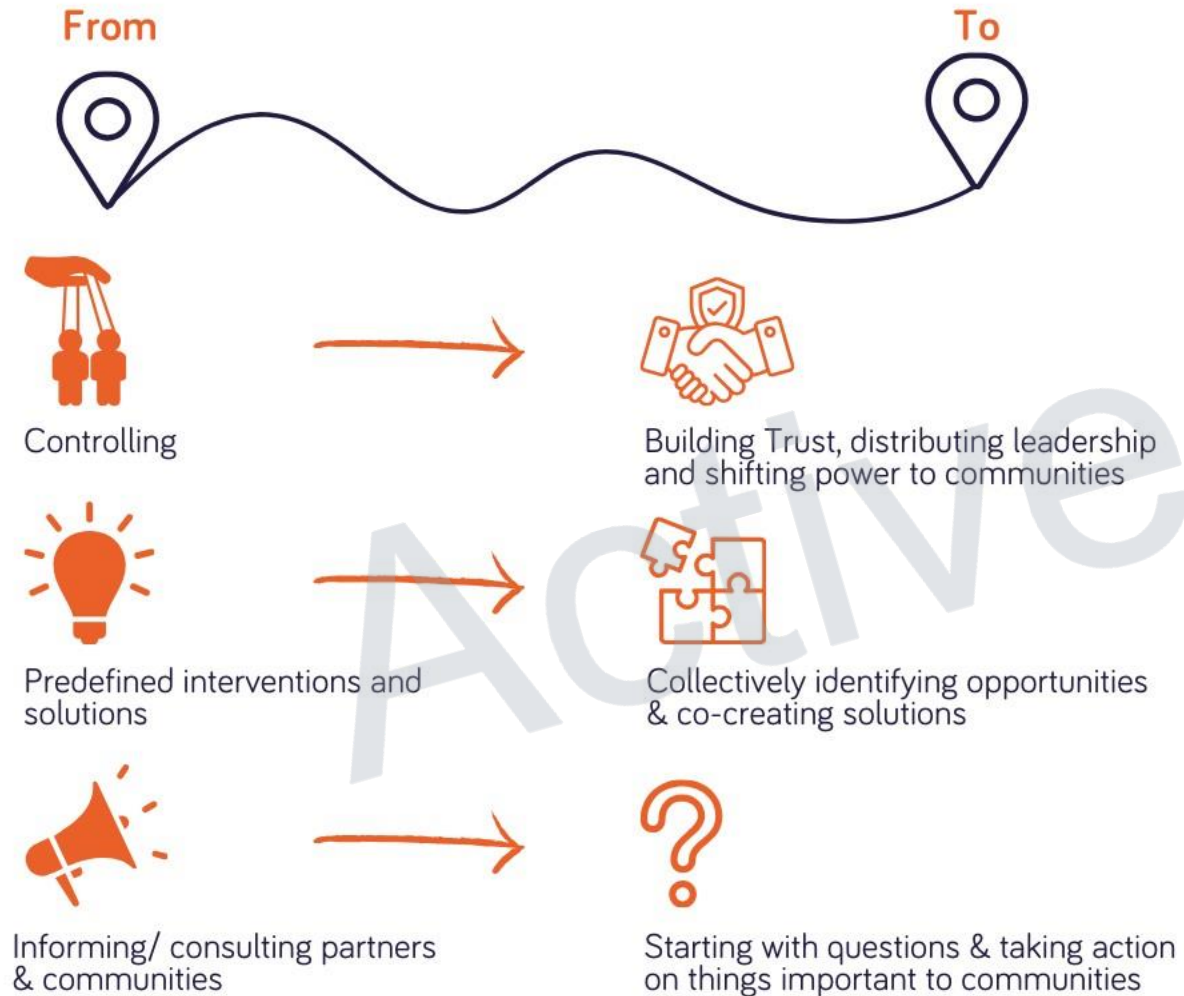 From
To
Controlling
Building Trust, distributing leadership
and shifting power to communities
Predefined interventions and
solutions
Collectively identifying opportunities
& co-creating solutions
Informing/ consulting partners
& communities
Starting with questions & taking action
on things important to communities
Active